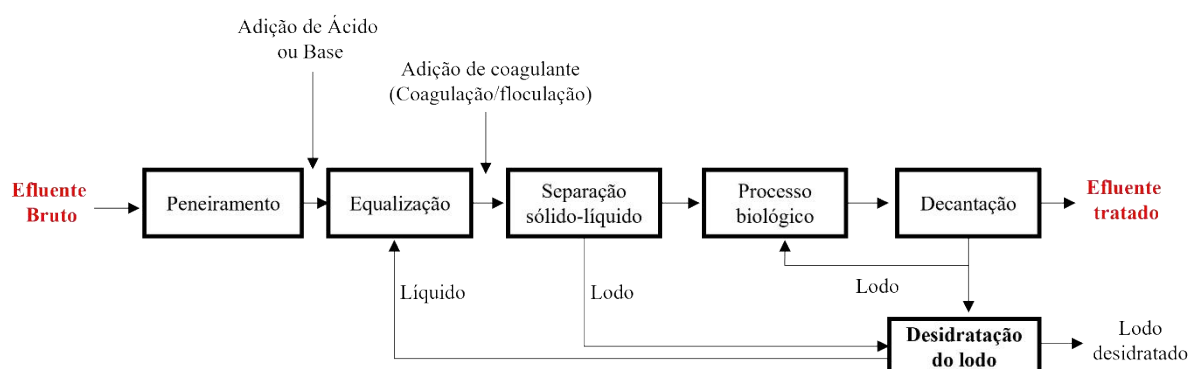 Adição de Ácido
ou Base
Adição de coagulante
(Coagulação/floculação)
Efluente
Bruto
Peneiramento
Equalização
Separação
sólido-líquido
Processo
biológico
Decantação
Efluente
tratado
Líquido
Lodo
Lodo
Desidratação
do lodo
Lodo
desidratado